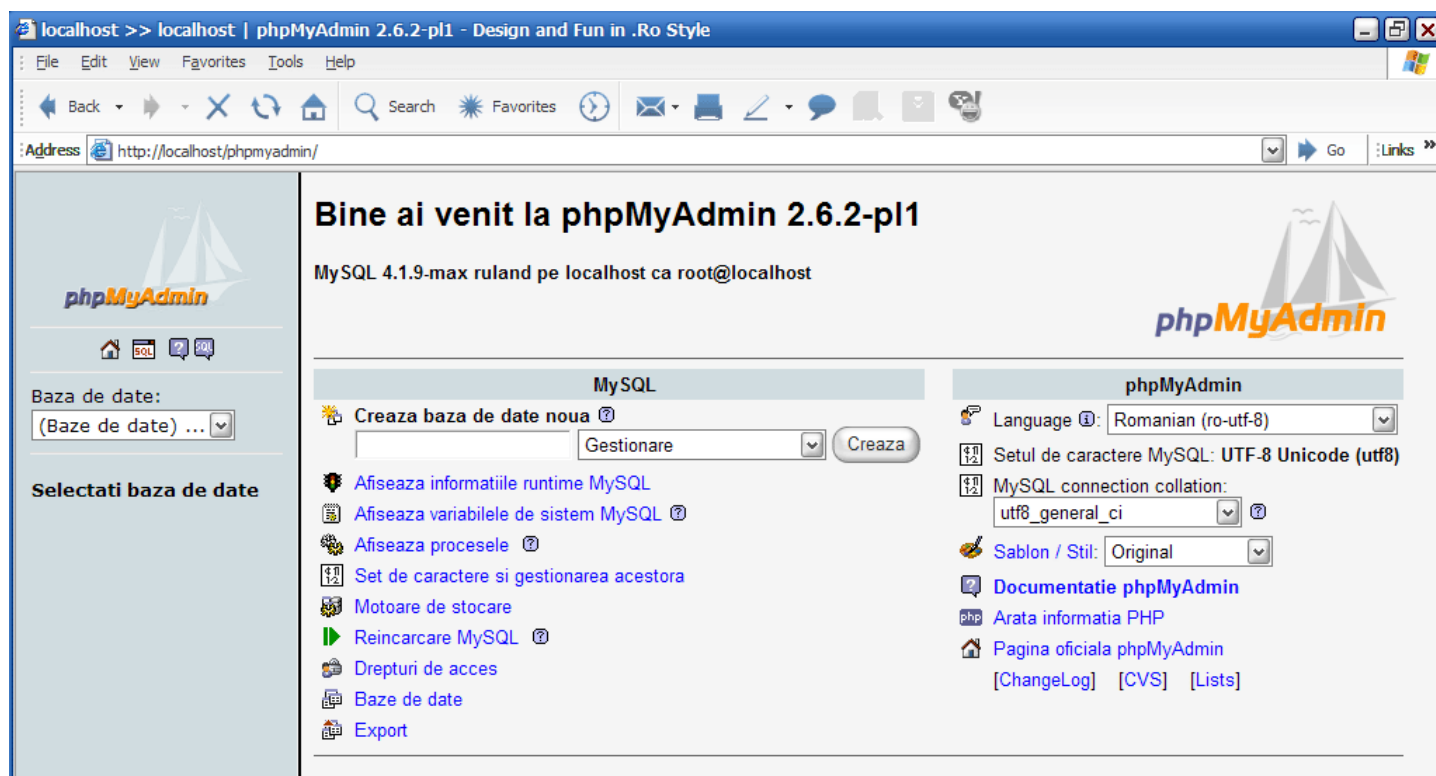 localhost >> localhost | phpMyAdmin 2.6.2-pl1 - Design and Fun in .Ro Style
File Edit View Favorites Tools Help
Back Search Favorites
Address http://localhost/phpmyadmin/ Go Links »
phpMyAdmin
SQL ? SQL
Baza de date:
(Baze de date) ...
Selectati baza de date
Bine ai venit la phpMyAdmin 2.6.2-pl1
MySQL 4.1.9-max ruland pe localhost ca root@localhost
phpMyAdmin
MySQL
Creaza baza de date noua
Gestionare Creaza
Afiseaza informatiile runtime MySQL
Afiseaza variabilele de sistem MySQL
Afiseaza procesele
Set de caractere si gestionarea acestora
Motoare de stocare
Reincarcare MySQL
Drepturi de acces
Baze de date
Export
phpMyAdmin
Language : Romanian (ro-utf-8)
Setul de caractere MySQL: UTF-8 Unicode (utf8)
MySQL connection collation:
utf8_general_ci
Sablon / Stil: Original
Documentatie phpMyAdmin
php Arata informatia PHP
Pagina oficiala phpMyAdmin
[ChangeLog] [CVS] [Lists]